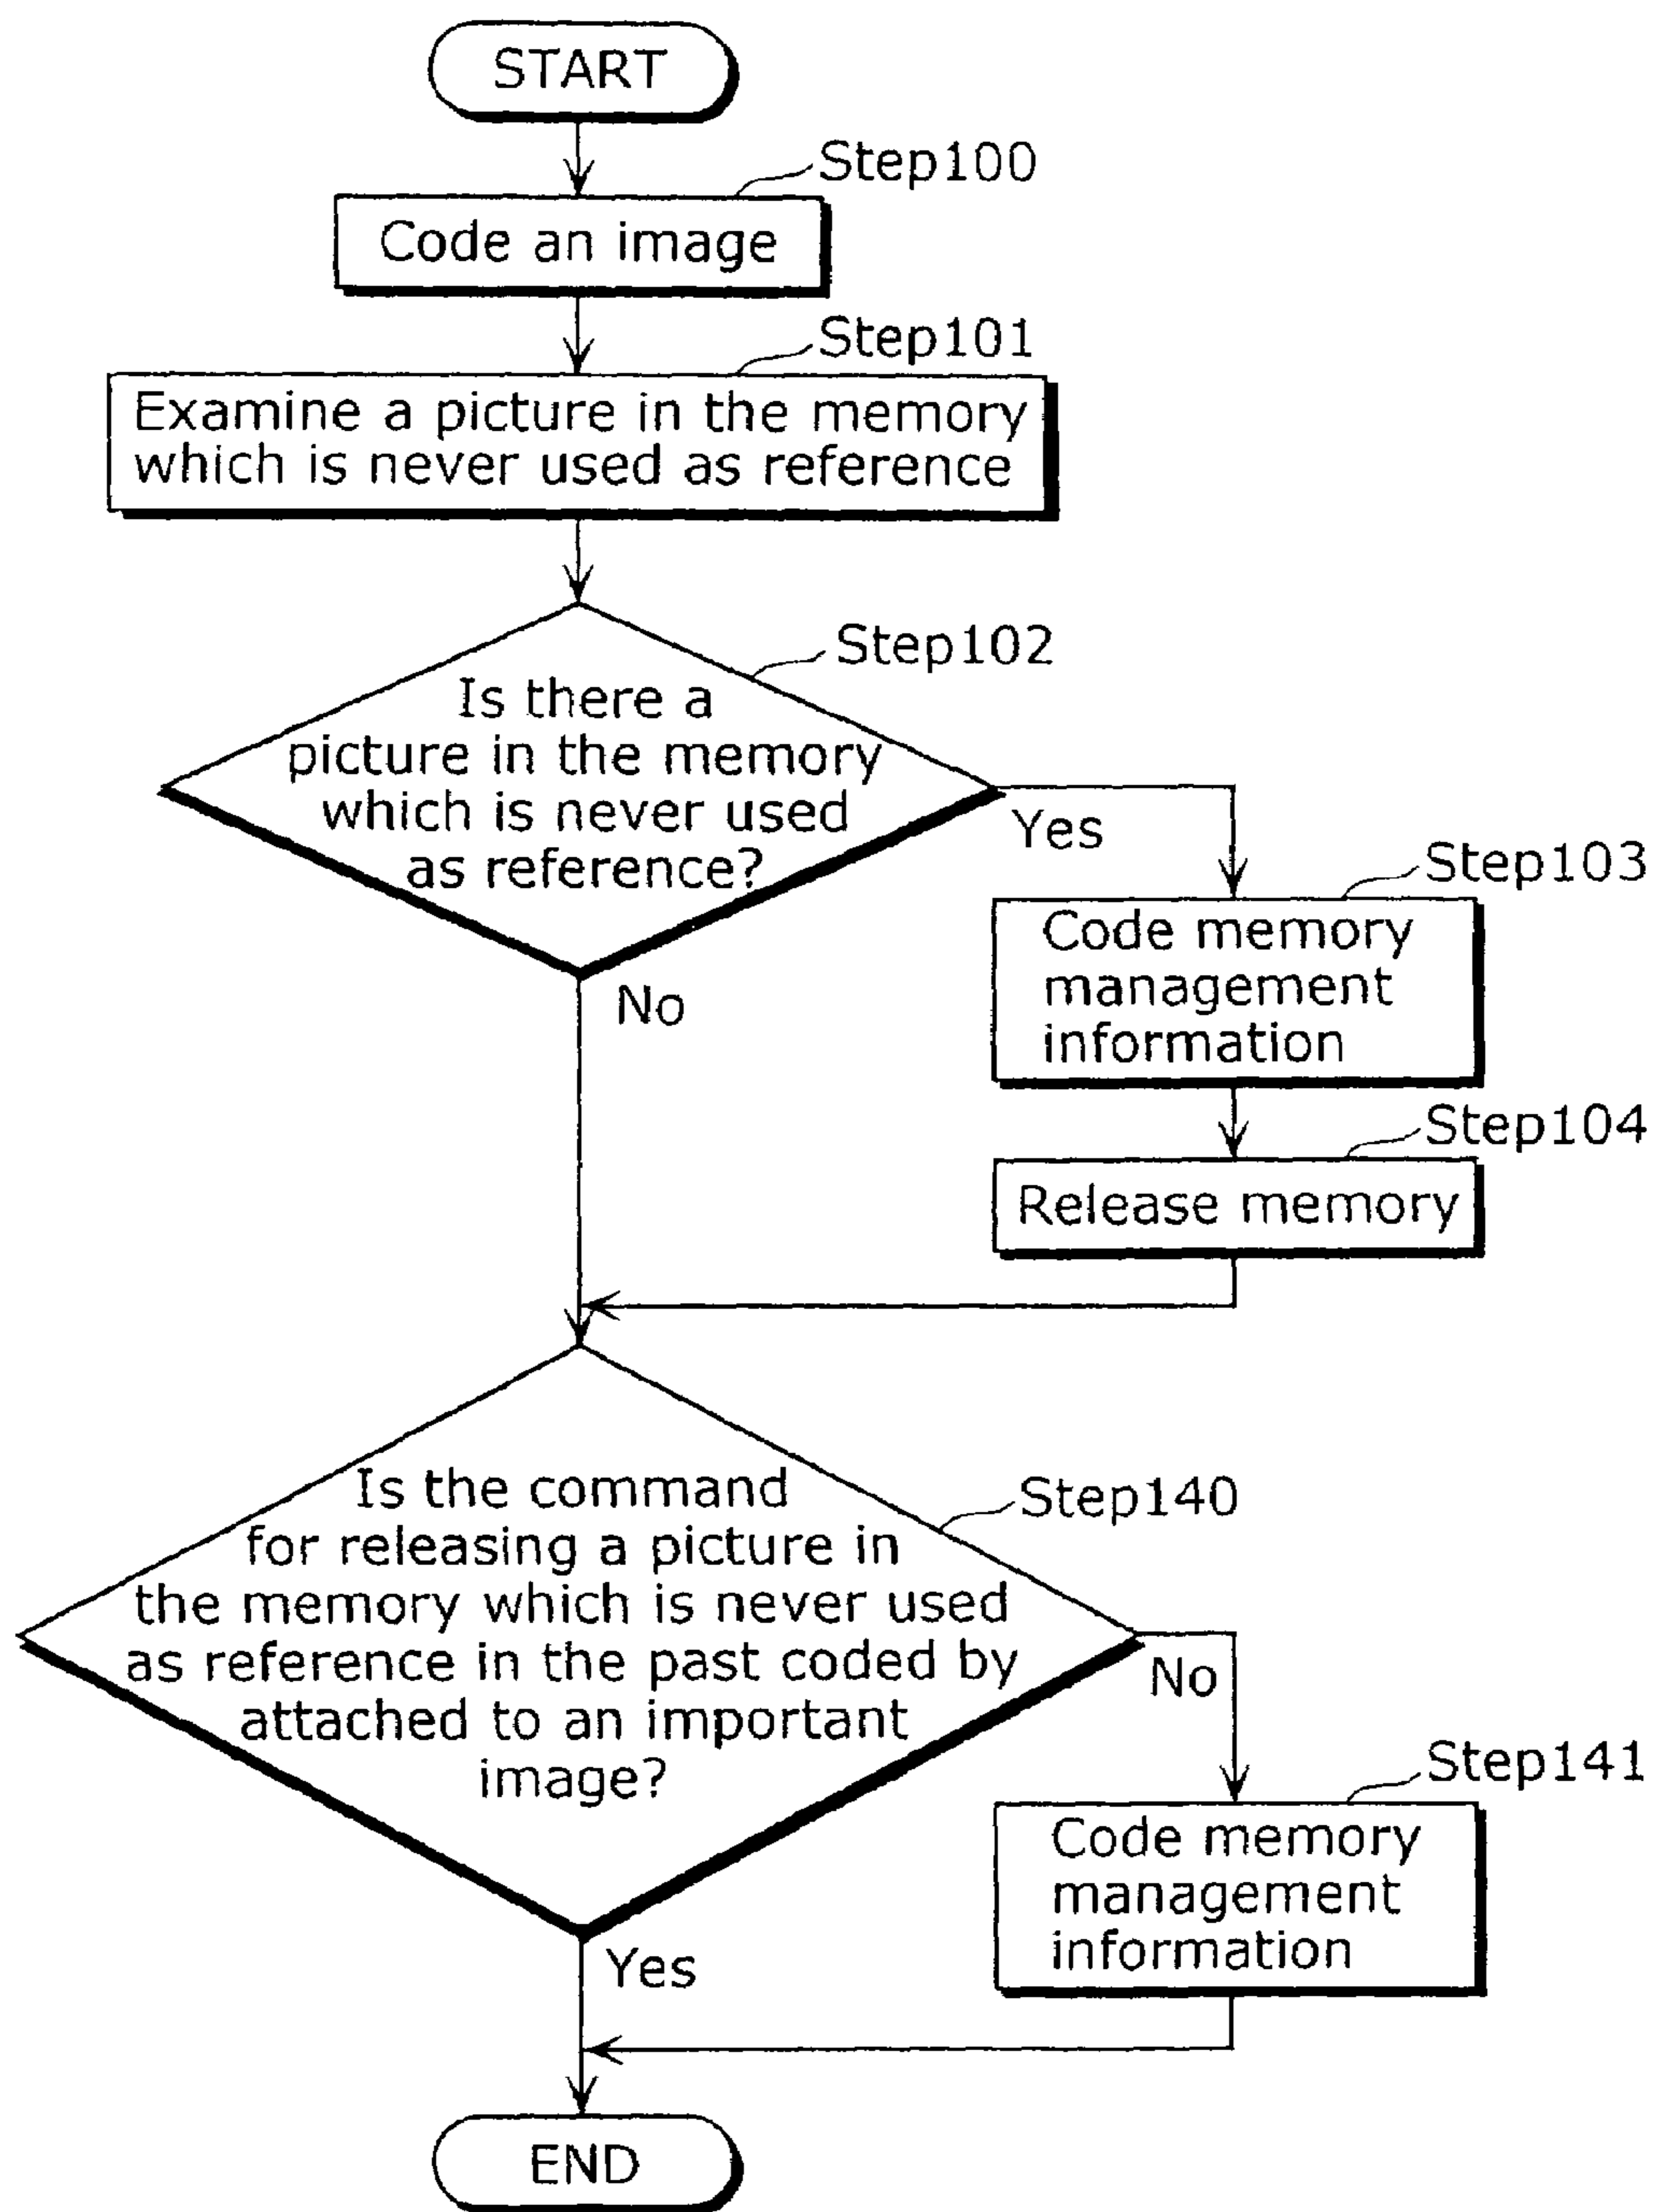 START
Step100
Code an image
Step101
Examine a picture in the memory
which is never used as reference
Step102
Is there a
picture in the memory
which is never used
as reference?
Yes
No
Step103
Code memory
management
information
Step104
Release memory
Step140
Is the command
for releasing a picture in
the memory which is never used
as reference in the past coded by
attached to an important
image?
No
Yes
Step141
Code memory
management
information
END